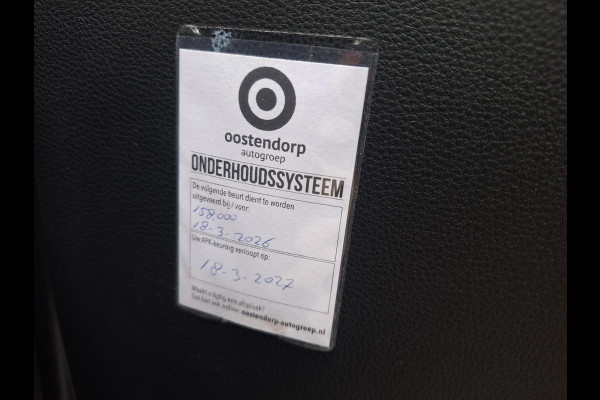 oostendorp
autogroep
ONDERHOUDSSYSTEEM
De volgende beurt dient te worden
uitgevoerd bij / voor:
158.000
18-3-2026
Uw APK-keuring verloopt op:
18-3-2027
Maakt u tijdig een afspraak?
Dat kan ook online: oostendorp-autogroep.nl